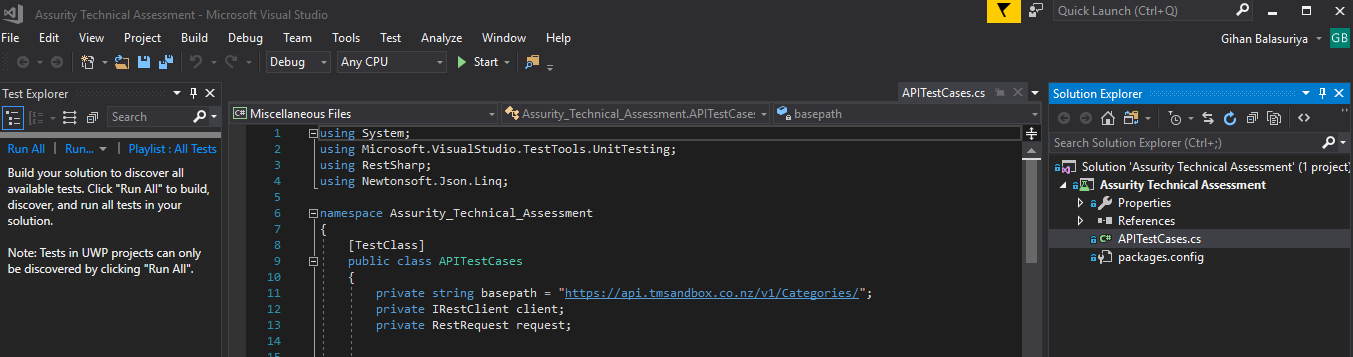 Assurity Technical Assessment - Microsoft Visual Studio
Quick Launch (Ctrl+Q)
File Edit View Project Build Debug Team Tools Test Analyze Window Help
Gihan Balasuriya GB
Debug Any CPU Start
Test Explorer
Search
Run All | Run... | Playlist : All Tests
Build your solution to discover all
available tests. Click "Run All" to build,
discover, and run all tests in your
solution.
Note: Tests in UWP projects can only
be discovered by clicking "Run All".
APITestCases.cs
C# Miscellaneous Files
Assurity_Technical_Assessment.APITestCases
basepath
1 using System;
2 using Microsoft.VisualStudio.TestTools.UnitTesting;
3 using RestSharp;
4 using Newtonsoft.Json.Linq;
5
6 namespace Assurity_Technical_Assessment
7 {
8 [TestClass]
9 public class APITestCases
10 {
11 private string basepath = "https://api.tmsandbox.co.nz/v1/Categories/";
12 private IRestClient client;
13 private RestRequest request;
14
Solution Explorer
Search Solution Explorer (Ctrl+;)
Solution 'Assurity Technical Assessment' (1 project)
Assurity Technical Assessment
Properties
References
C# APITestCases.cs
packages.config